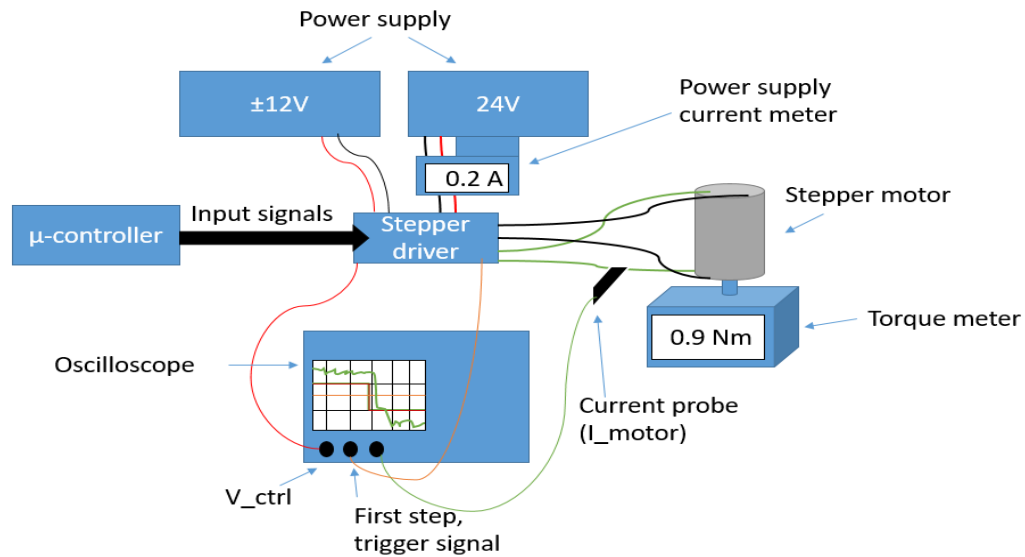 Power supply
±12V
24V
Power supply
current meter
0.2 A
Stepper motor
Input signals
μ-controller
Stepper
driver
Torque meter
0.9 Nm
Oscilloscope
Current probe
(I_motor)
V_ctrl
First step,
trigger signal